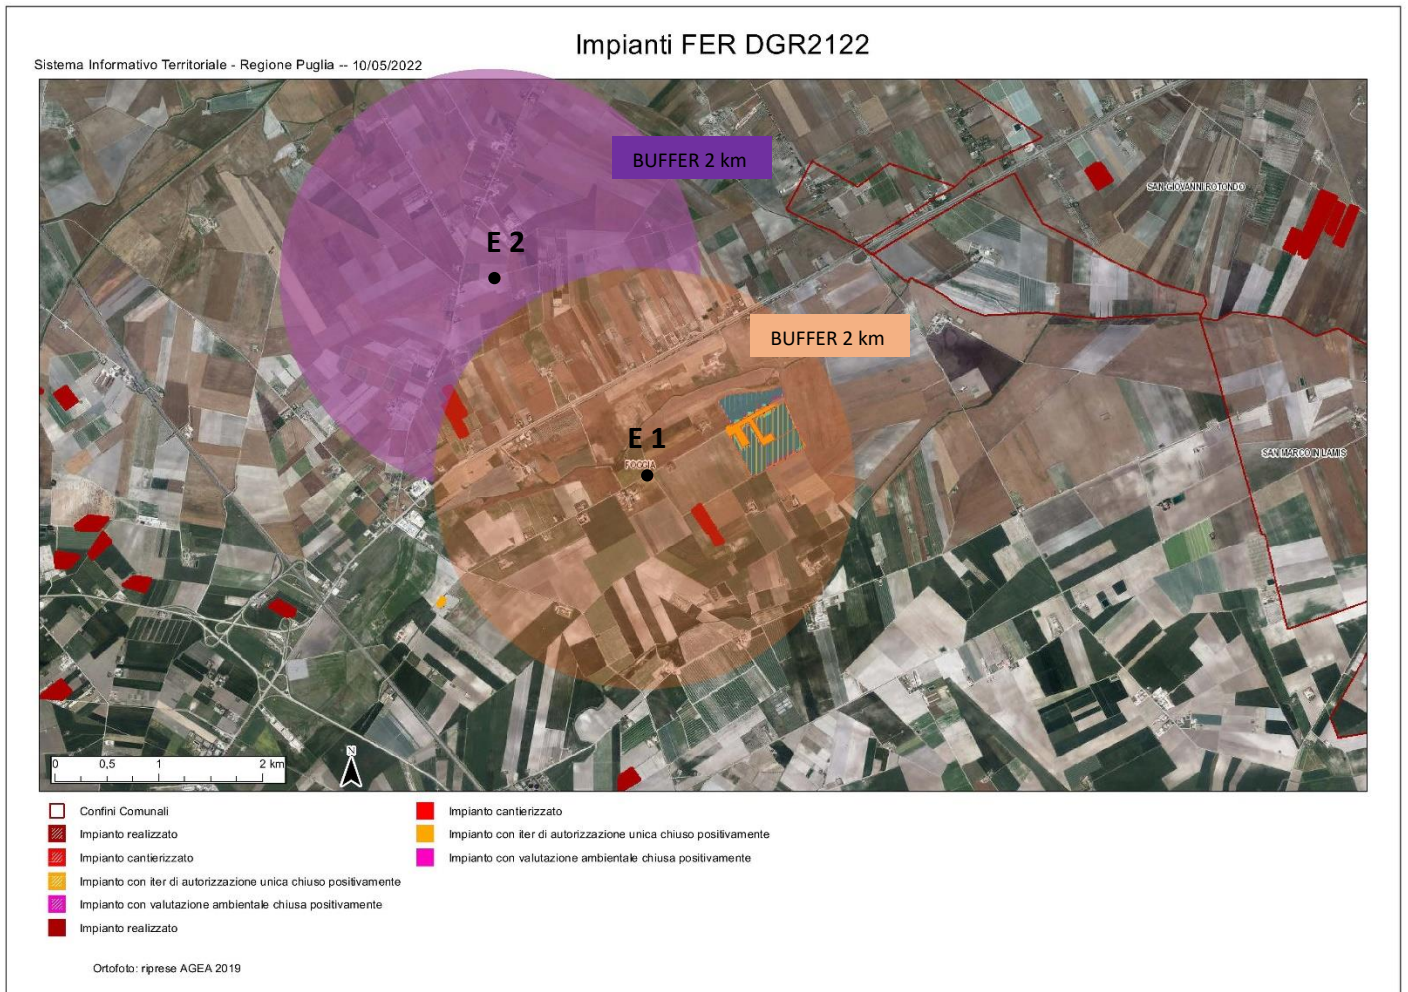 Impianti FER DGR2122
Sistema Informativo Territoriale - Regione Puglia -- 10/05/2022
BUFFER 2 km
SAN GIOVANNI ROTONDO
E 2
BUFFER 2 km
E 1
FOGGIA
SAN MARCO IN LAMIS
N
0 0,5 1 2 km
Confini Comunali
Impianto realizzato
Impianto cantierizzato
Impianto con iter di autorizzazione unica chiuso positivamente
Impianto con valutazione ambientale chiusa positivamente
Impianto realizzato
Impianto cantierizzato
Impianto con iter di autorizzazione unica chiuso positivamente
Impianto con valutazione ambientale chiusa positivamente
Ortofoto: riprese AGEA 2019